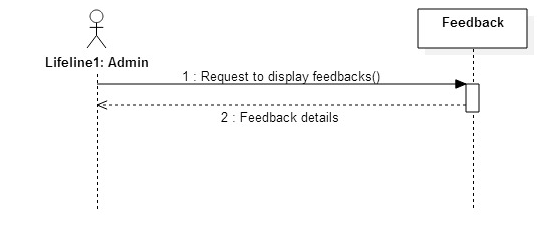 Feedback
Lifeline1: Admin
1 : Request to display feedbacks()
2 : Feedback details